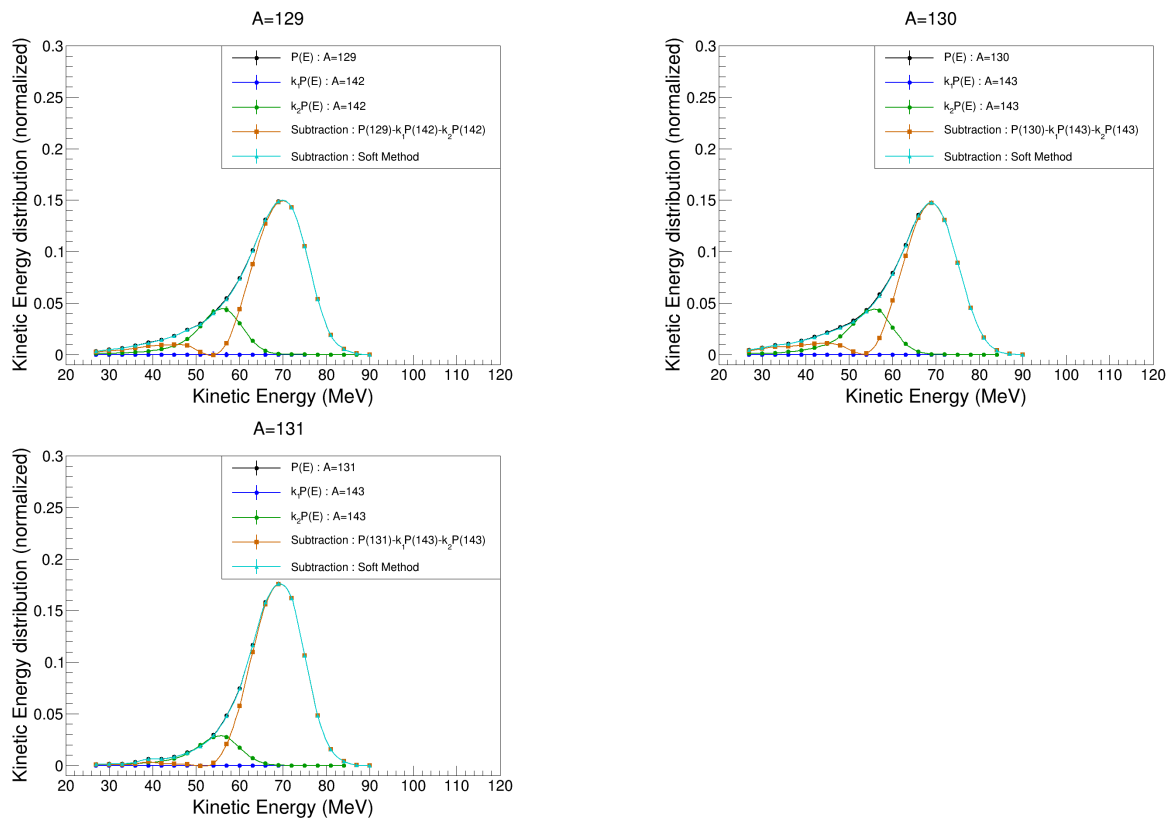 A=129
Kinetic Energy distribution (normalized)
0.3
0.25
0.2
0.15
0.1
0.05
0
P(E) : A=129
k₁P(E) : A=142
k₂P(E) : A=142
Subtraction : P(129)-k₁P(142)-k₂P(142)
Subtraction : Soft Method
20 30 40 50 60 70 80 90 100 110 120
Kinetic Energy (MeV)
A=130
Kinetic Energy distribution (normalized)
0.3
0.25
0.2
0.15
0.1
0.05
0
P(E) : A=130
k₁P(E) : A=143
k₂P(E) : A=143
Subtraction : P(130)-k₁P(143)-k₂P(143)
Subtraction : Soft Method
20 30 40 50 60 70 80 90 100 110 120
Kinetic Energy (MeV)
A=131
Kinetic Energy distribution (normalized)
0.3
0.25
0.2
0.15
0.1
0.05
0
P(E) : A=131
k₁P(E) : A=143
k₂P(E) : A=143
Subtraction : P(131)-k₁P(143)-k₂P(143)
Subtraction : Soft Method
20 30 40 50 60 70 80 90 100 110 120
Kinetic Energy (MeV)